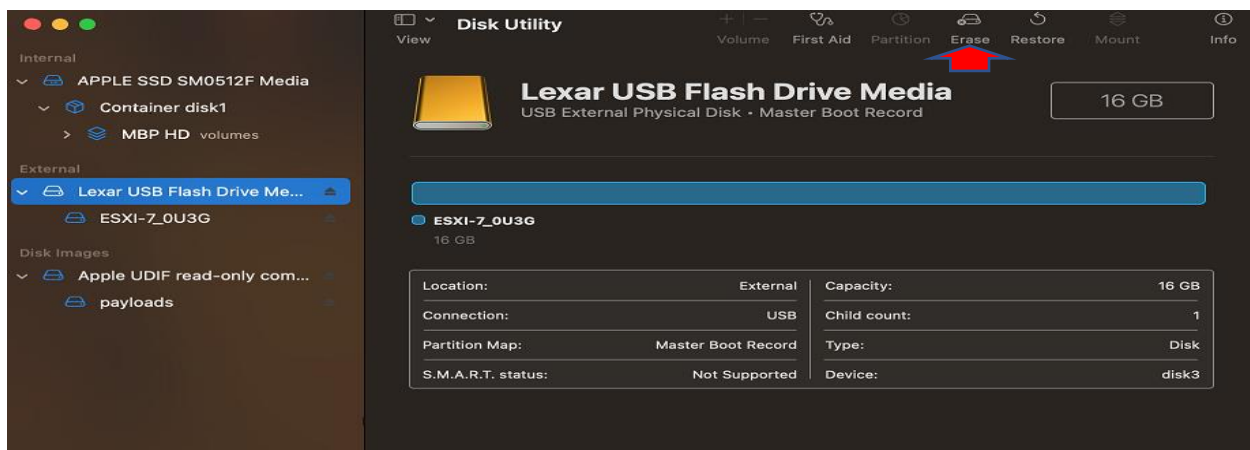 Disk Utility
View
Volume
First Aid
Partition
Erase
Restore
Mount
Info
Internal
APPLE SSD SM0512F Media
Container disk1
MBP HD volumes
External
Lexar USB Flash Drive Me...
ESXI-7_0U3G
Disk Images
Apple UDIF read-only com...
payloads
Lexar USB Flash Drive Media
USB External Physical Disk • Master Boot Record
16 GB
ESXI-7_0U3G
16 GB
Location: External
Capacity: 16 GB
Connection: USB
Child count: 1
Partition Map: Master Boot Record
Type: Disk
S.M.A.R.T. status: Not Supported
Device: disk3